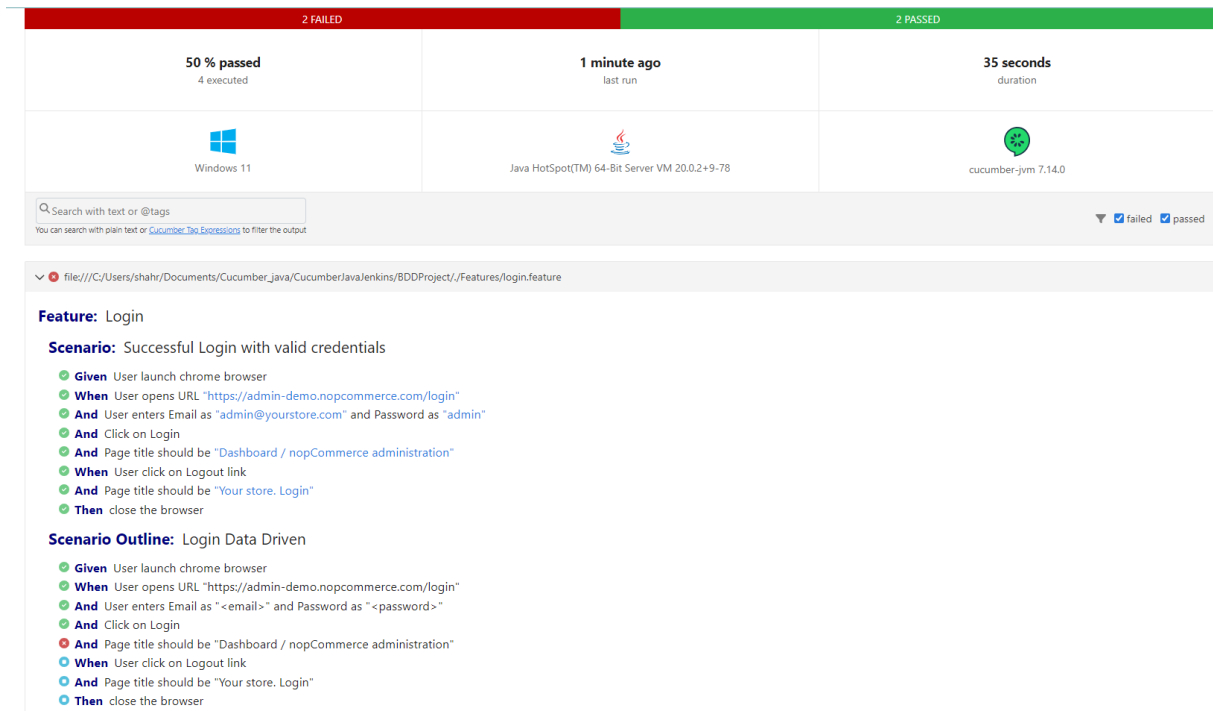 2 FAILED
2 PASSED
50 % passed
4 executed
1 minute ago
last run
35 seconds
duration
Windows 11
Java HotSpot(TM) 64-Bit Server VM 20.0.2+9-78
cucumber-jvm 7.14.0
Search with text or @tags
You can search with plain text or Cucumber Tag Expressions to filter the output
failed
passed
file:///C:/Users/shahr/Documents/Cucumber_java/CucumberJavaJenkins/BDDProject/./Features/login.feature
Feature: Login
Scenario: Successful Login with valid credentials
Given User launch chrome browser
When User opens URL "https://admin-demo.nopcommerce.com/login"
And User enters Email as "admin@yourstore.com" and Password as "admin"
And Click on Login
And Page title should be "Dashboard / nopCommerce administration"
When User click on Logout link
And Page title should be "Your store. Login"
Then close the browser
Scenario Outline: Login Data Driven
Given User launch chrome browser
When User opens URL "https://admin-demo.nopcommerce.com/login"
And User enters Email as "<email>" and Password as "<password>"
And Click on Login
And Page title should be "Dashboard / nopCommerce administration"
When User click on Logout link
And Page title should be "Your store. Login"
Then close the browser